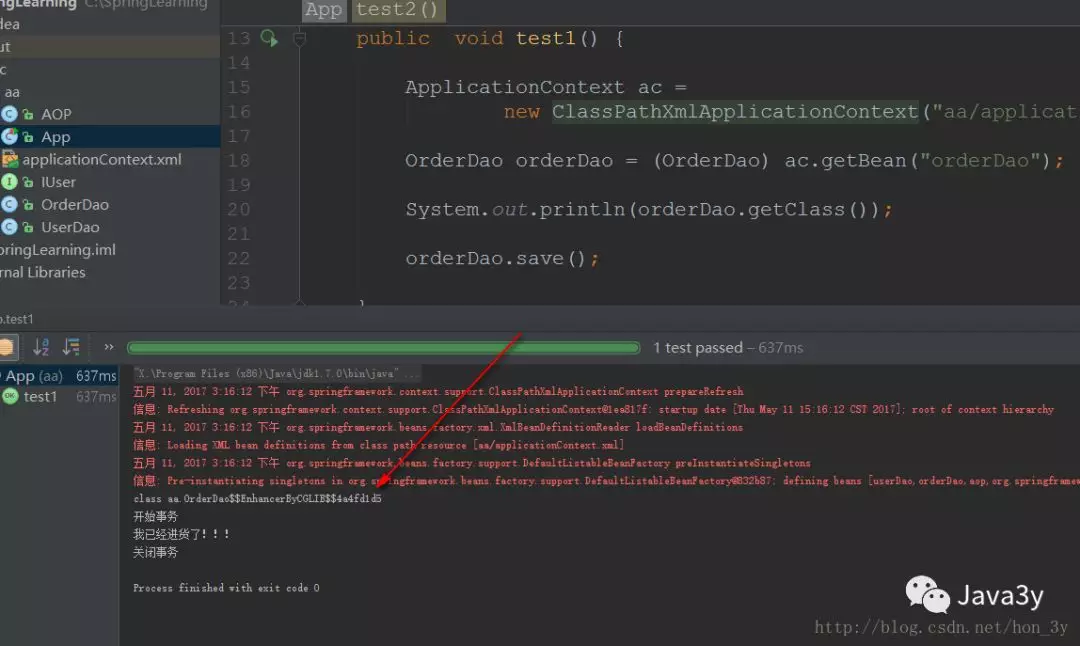 ngLearning C:\SpringLearning
dea
ut
c
aa
AOP
App
applicationContext.xml
IUser
OrderDao
UserDao
pringLearning.iml
rnal Libraries
App test2()
13 public void test1() {
14
15 ApplicationContext ac =
16 new ClassPathXmlApplicationContext("aa/applicat
17
18 OrderDao orderDao = (OrderDao) ac.getBean("orderDao");
19
20 System.out.println(orderDao.getClass());
21
22 orderDao.save();
23
24 }
p.test1
1 test passed – 637ms
App (aa) 637ms
test1 637ms
"X:\Program Files (x86)\Java\jdk1.7.0\bin\java" ...
五月 11, 2017 3:16:12 下午 org.springframework.context.support.ClassPathXmlApplicationContext prepareRefresh
信息: Refreshing org.springframework.context.support.ClassPathXmlApplicationContext@1es817f: startup date [Thu May 11 15:16:12 CST 2017]; root of context hierarchy
五月 11, 2017 3:16:12 下午 org.springframework.beans.factory.xml.XmlBeanDefinitionReader loadBeanDefinitions
信息: Loading XML bean definitions from class path resource [aa/applicationContext.xml]
五月 11, 2017 3:16:12 下午 org.springframework.beans.factory.support.DefaultListableBeanFactory preInstantiateSingletons
信息: Pre-instantiating singletons in org.springframework.beans.factory.support.DefaultListableBeanFactory@832b87: defining beans [userDao,orderDao,aop,org.springframew
class aa.OrderDao$$EnhancerByCGLIB$$4a4fd1d5
开始事务
我已经进货了!!!
关闭事务
Process finished with exit code 0
Java3y
http://blog.csdn.net/hon_3y